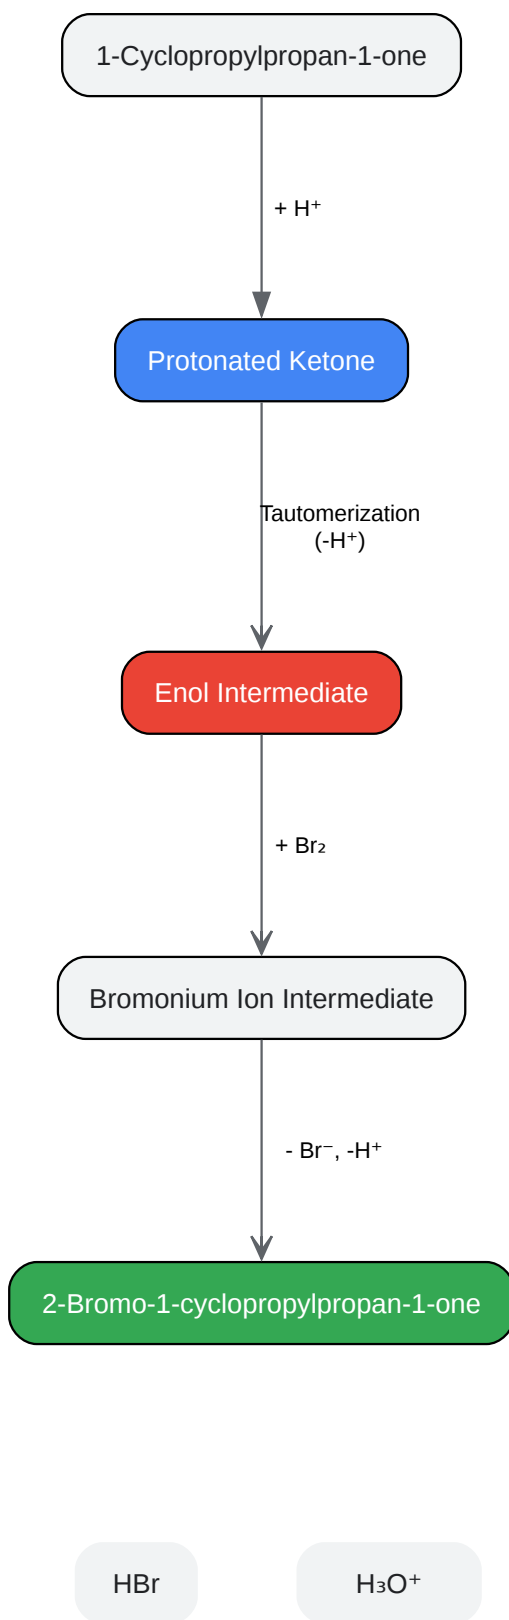 1-Cyclopropylpropan-1-one
+ H⁺
Protonated Ketone
Tautomerization
(-H⁺)
Enol Intermediate
+ Br₂
Bromonium Ion Intermediate
- Br⁻, -H⁺
2-Bromo-1-cyclopropylpropan-1-one
HBr
H₃O⁺